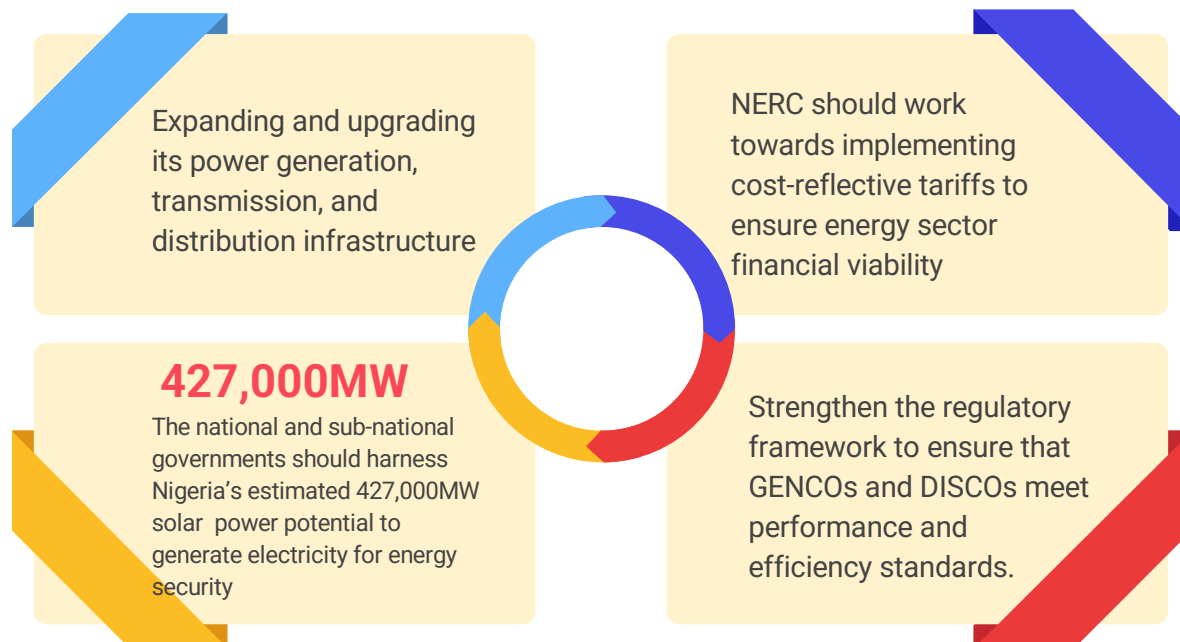 Expanding and upgrading
its power generation,
transmission, and
distribution infrastructure
NERC should work
towards implementing
cost-reflective tariffs to
ensure energy sector
financial viability
427,000MW
The national and sub-national
governments should harness
Nigeria’s estimated 427,000MW
solar  power potential to
generate electricity for energy
security
Strengthen the regulatory
framework to ensure that
GENCOs and DISCOs meet
performance and
efficiency standards.